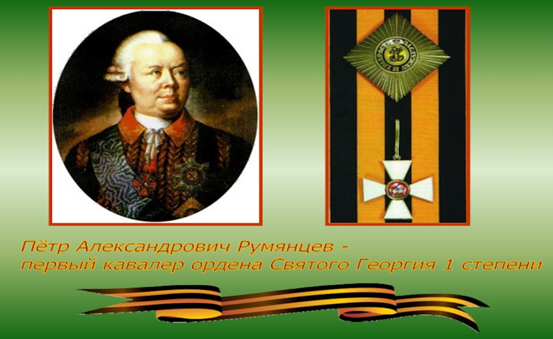 Пётр Александрович Румянцев -
первый кавалер ордена Святого Георгия 1 степени